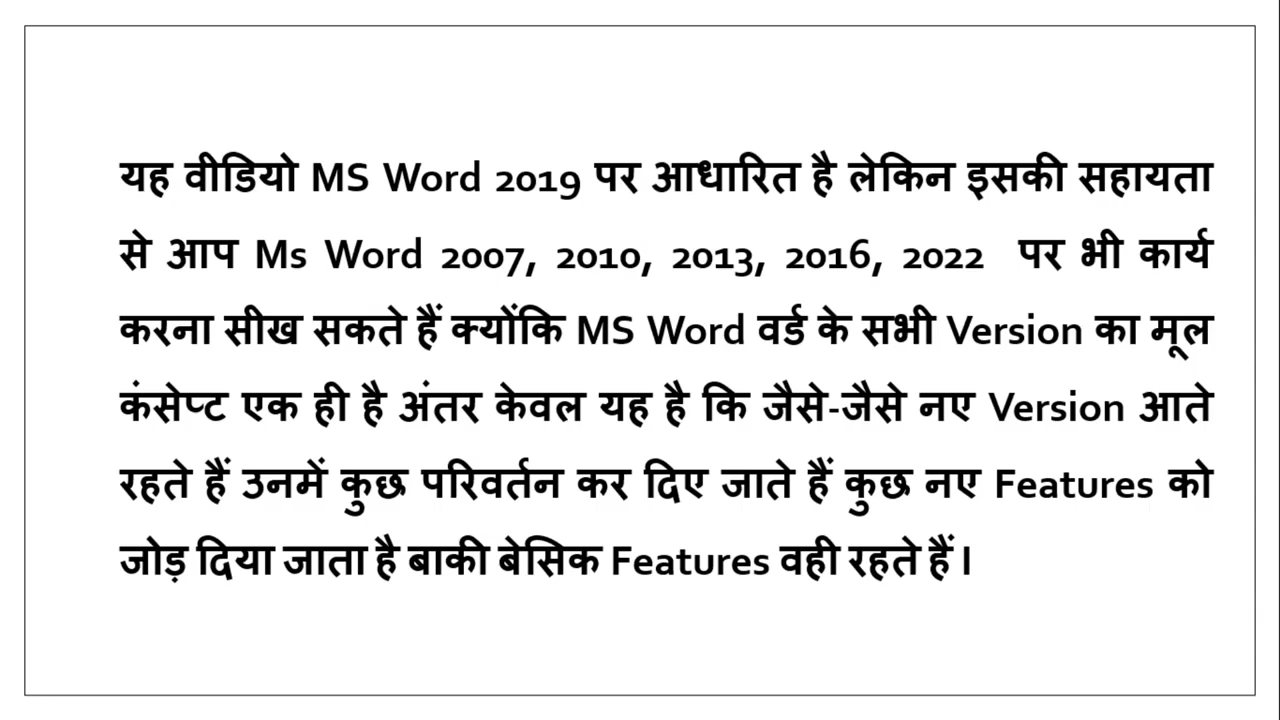 यह वीडियो MS Word 2019 पर आधारित है लेकिन इसकी सहायता
से आप Ms Word 2007, 2010, 2013, 2016, 2022 पर भी कार्य
करना सीख सकते हैं क्योंकि MS Word वर्ड के सभी Version का मूल
कंसेप्ट एक ही है अंतर केवल यह है कि जैसे-जैसे नए Version आते
रहते हैं उनमें कुछ परिवर्तन कर दिए जाते हैं कुछ नए Features को
जोड़ दिया जाता है बाकी बेसिक Features वही रहते हैं।